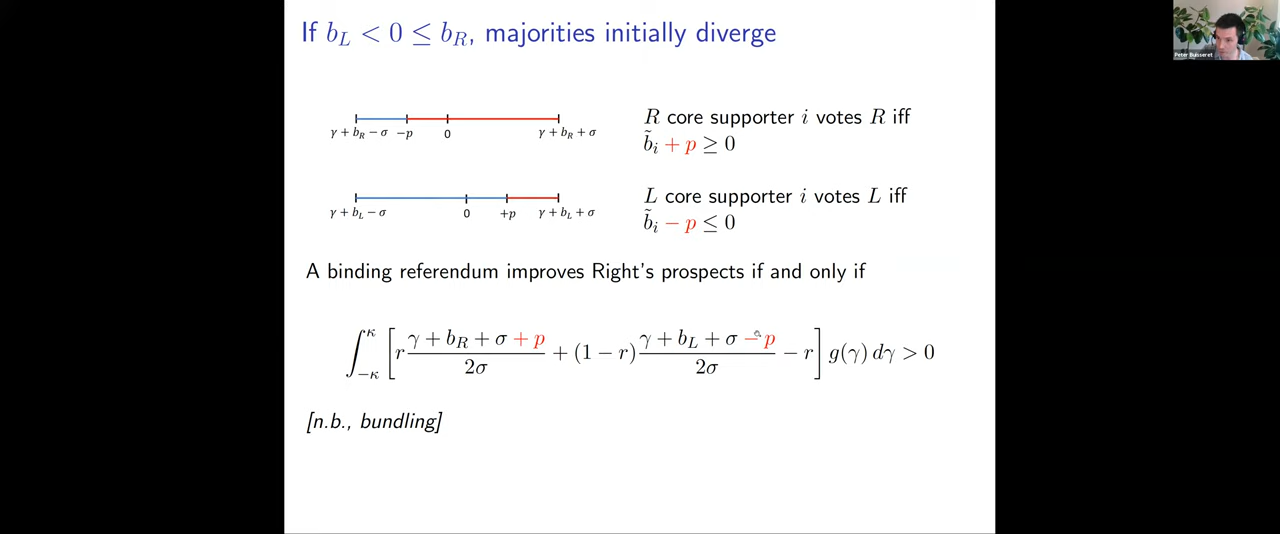 If b_L < 0 ≤ b_R, majorities initially diverge
Peter Buisseret
γ + b_R − σ −p 0 γ + b_R + σ
R core supporter i votes R iff
b̃_i + p ≥ 0
γ + b_L − σ 0 +p γ + b_L + σ
L core supporter i votes L iff
b̃_i − p ≤ 0
A binding referendum improves Right's prospects if and only if
∫_{−κ}^{κ} [ r (γ + b_R + σ + p)/(2σ) + (1 − r) (γ + b_L + σ − p)/(2σ) − r ] g(γ) dγ > 0
[n.b., bundling]